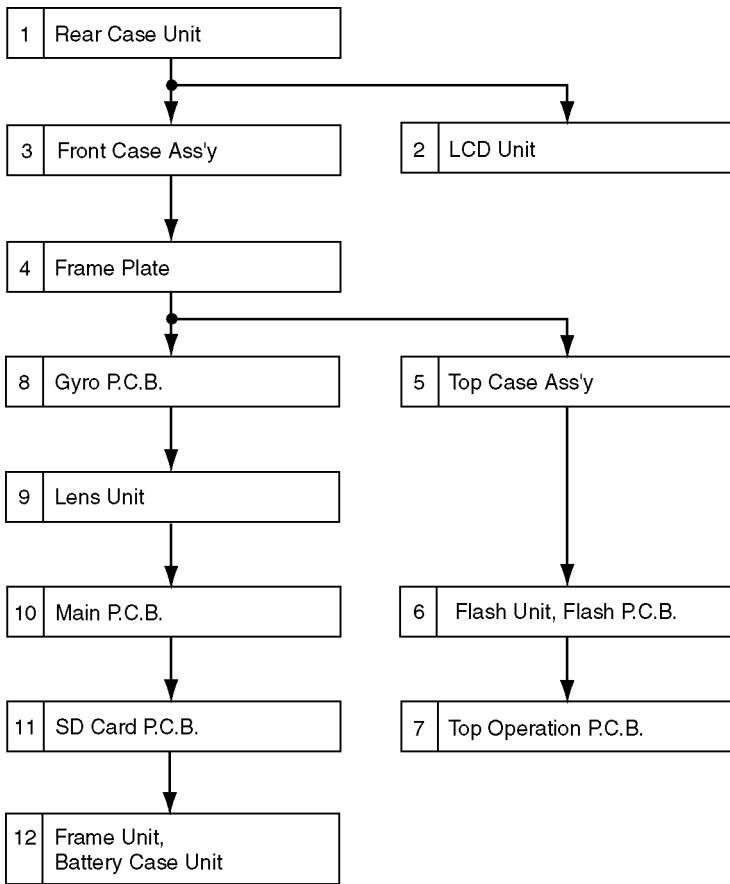 1 Rear Case Unit
3 Front Case Ass'y
2 LCD Unit
4 Frame Plate
8 Gyro P.C.B.
5 Top Case Ass'y
9 Lens Unit
10 Main P.C.B.
6 Flash Unit, Flash P.C.B.
11 SD Card P.C.B.
7 Top Operation P.C.B.
12 Frame Unit,
Battery Case Unit